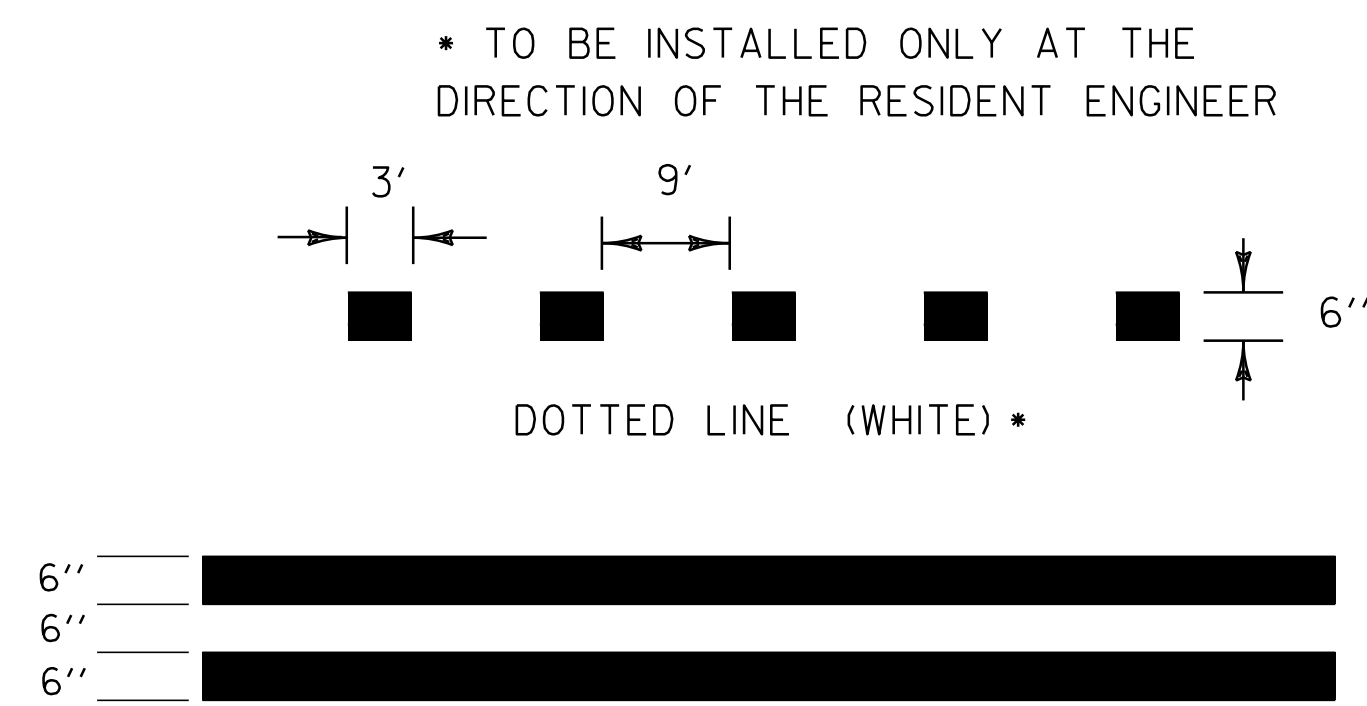 * TO BE INSTALLED ONLY AT THE
DIRECTION OF THE RESIDENT ENGINEER
3'
9'
6''
DOTTED LINE (WHITE) *
6''
6''
6''